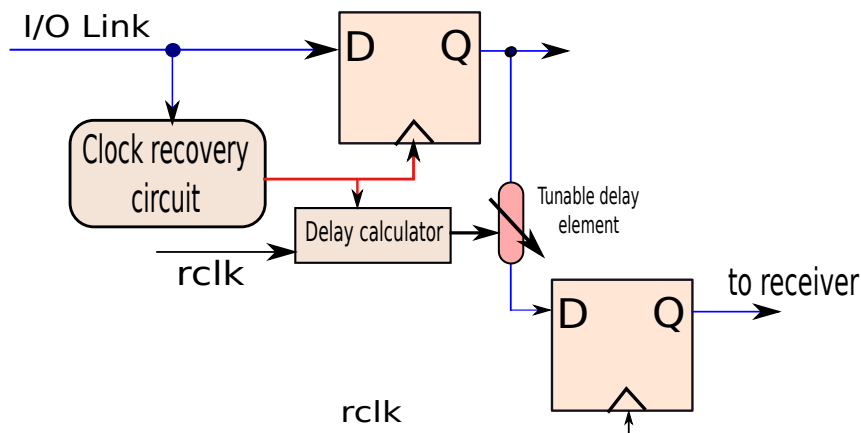 I/O Link
D Q
Clock recovery
circuit
Delay calculator
rclk
Tunable delay
element
D Q
to receiver
rclk